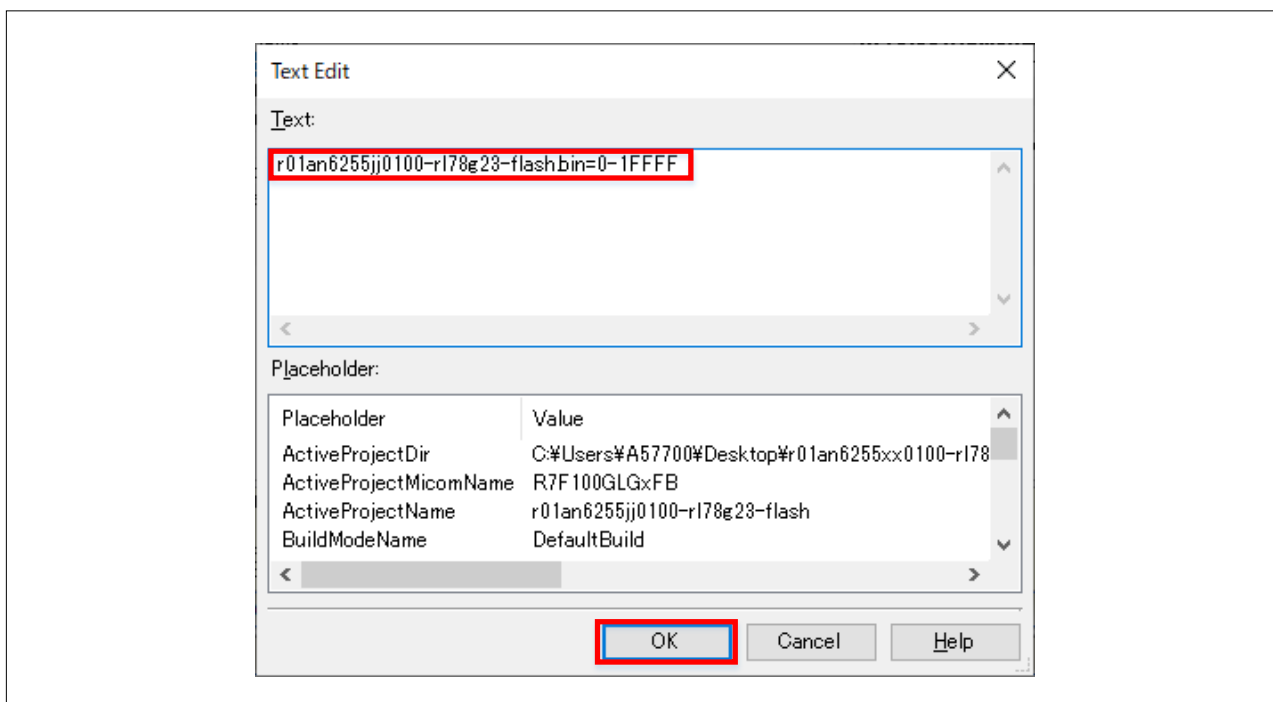 Text Edit
Text:
r01an6255jj0100-rl78g23-flash.bin=0-1FFFF
Placeholder:
Placeholder Value
ActiveProjectDir C:¥Users¥A57700¥Desktop¥r01an6255xx0100-rl78
ActiveProjectMicomName R7F100GLGxFB
ActiveProjectName r01an6255jj0100-rl78g23-flash
BuildModeName DefaultBuild
OK Cancel Help